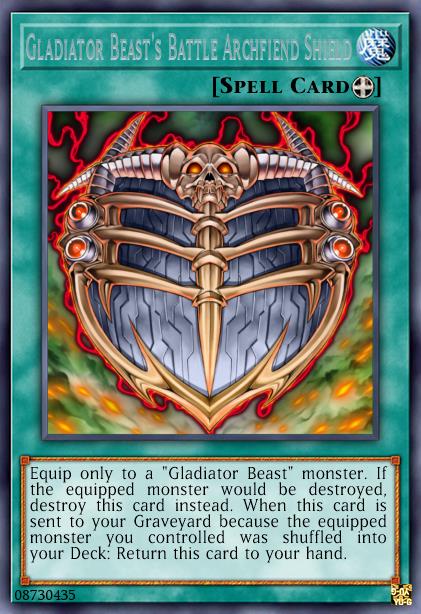 Gladiator Beast's Battle Archfiend Shield
魔
[Spell Card]
Equip only to a "Gladiator Beast" monster. If
the equipped monster would be destroyed,
destroy this card instead. When this card is
sent to your Graveyard because the equipped
monster you controlled was shuffled into
your Deck: Return this card to your hand.
08730435